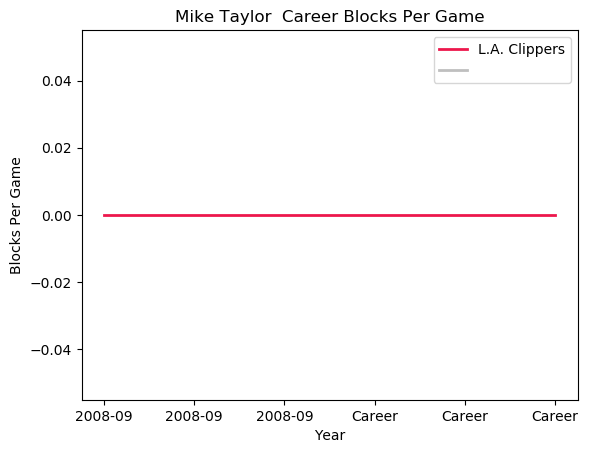 Mike Taylor  Career Blocks Per Game
L.A. Clippers
Blocks Per Game
0.04
0.02
0.00
−0.02
−0.04
2008-09 2008-09 2008-09 Career Career Career
Year